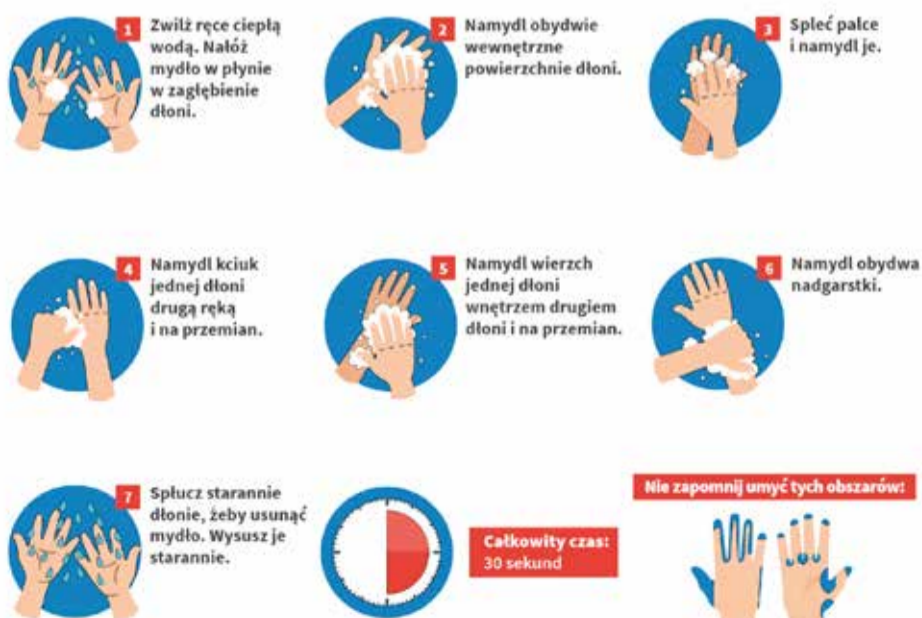 1
Zwilż ręce ciepłą
wodą. Nałóż
mydło w płynie
w zagłębienie
dłoni.
2
Namydl obydwie
wewnętrzne
powierzchnie dłoni.
3
Spleć palce
i namydl je.
4
Namydl kciuk
jednej dłoni
drugą ręką
i na przemian.
5
Namydl wierzch
jednej dłoni
wnętrzem drugiem
dłoni i na przemian.
6
Namydl obydwa
nadgarstki.
7
Spłucz starannie
dłonie, żeby usunąć
mydło. Wysusz je
starannie.
Całkowity czas:
30 sekund
Nie zapomnij umyć tych obszarów: